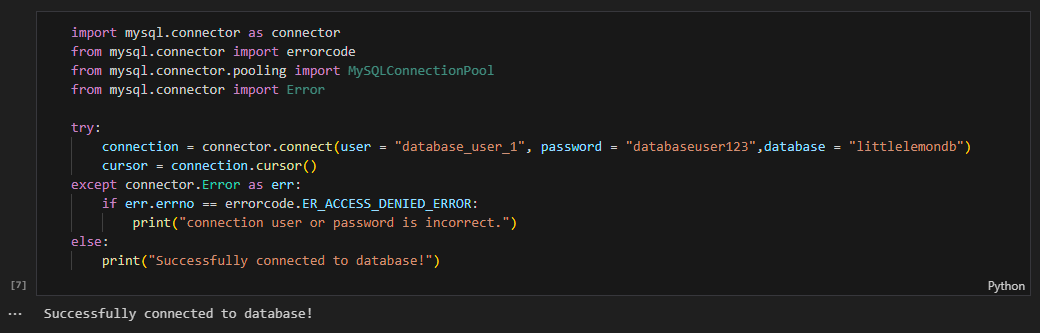 import mysql.connector as connector
from mysql.connector import errorcode
from mysql.connector.pooling import MySQLConnectionPool
from mysql.connector import Error

try:
    connection = connector.connect(user = "database_user_1", password = "databaseuser123",database = "littlelemondb")
    cursor = connection.cursor()
except connector.Error as err:
    if err.errno == errorcode.ER_ACCESS_DENIED_ERROR:
        print("connection user or password is incorrect.")
else:
    print("Successfully connected to database!")
[7]
Python
... Successfully connected to database!